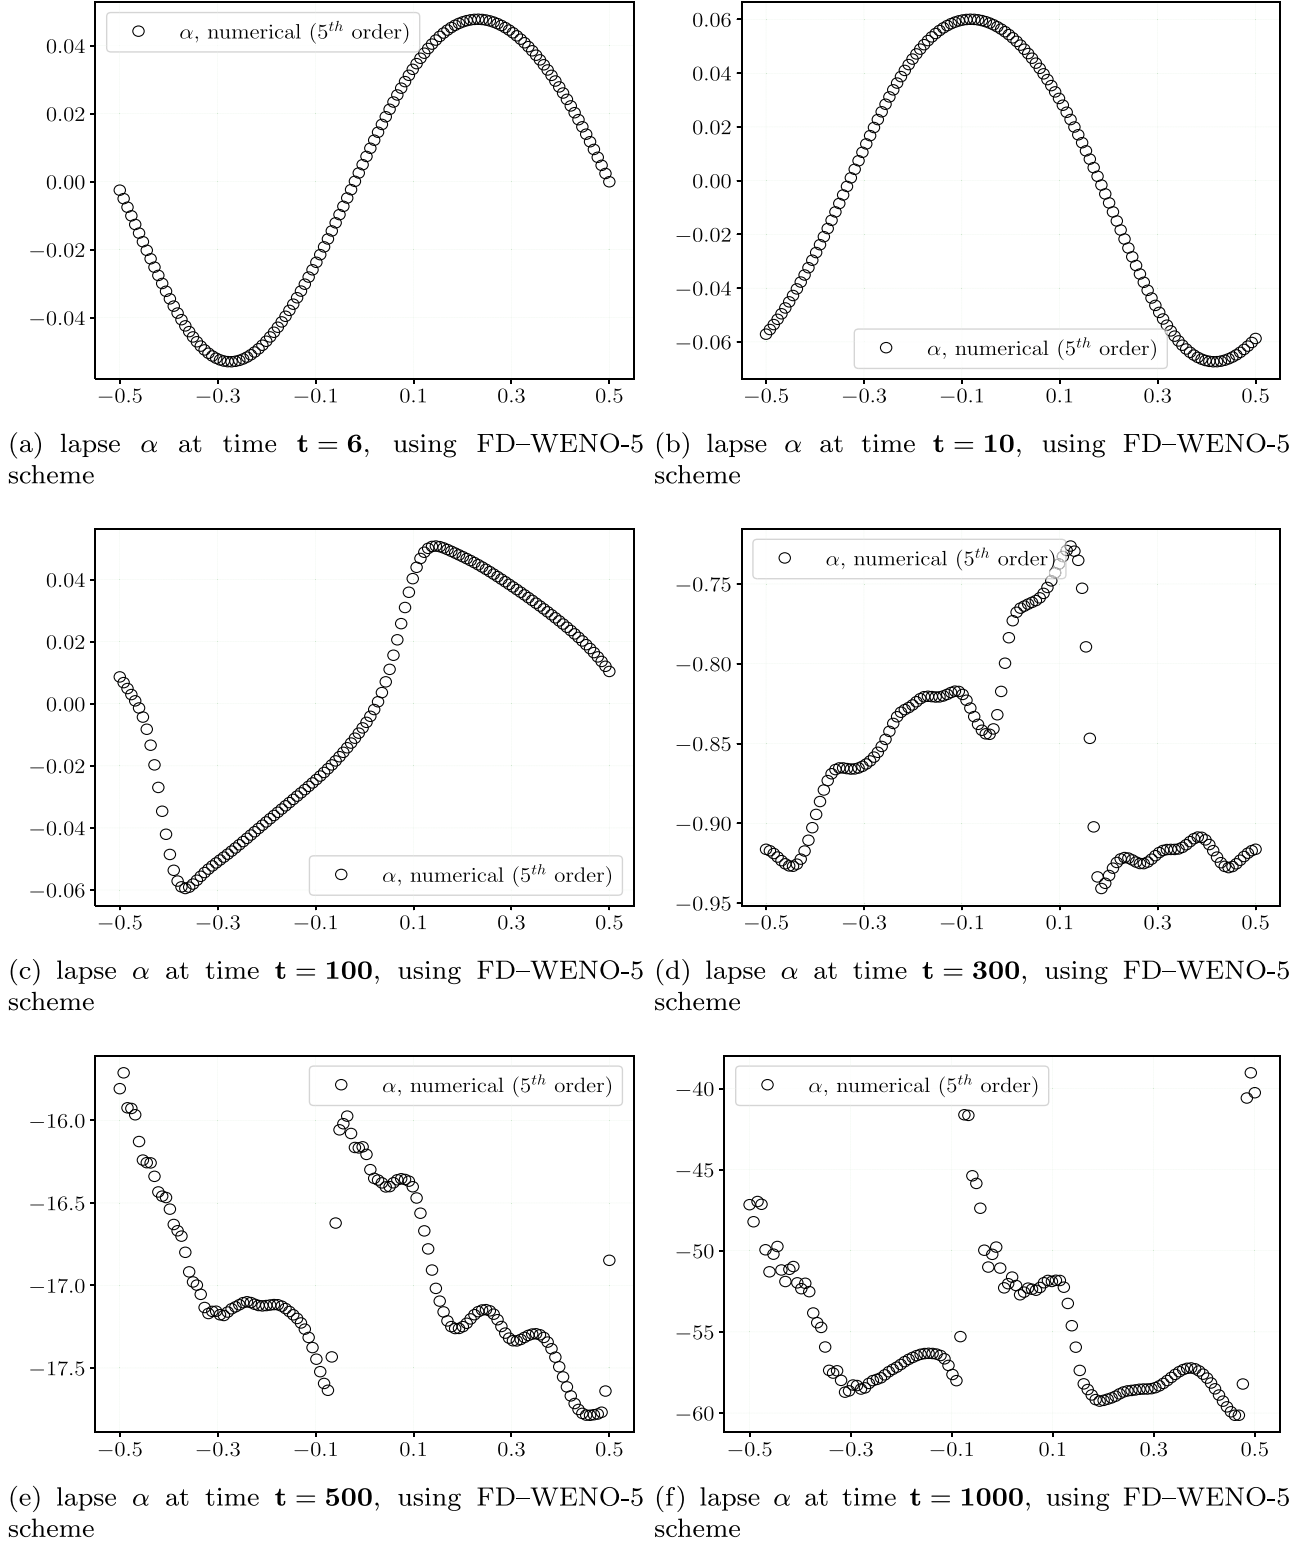 α, numerical (5th order)
0.04
0.02
0.00
−0.02
−0.04
−0.5 −0.3 −0.1 0.1 0.3 0.5
(a) lapse α at time t = 6, using FD–WENO-5
scheme
0.06
0.04
0.02
0.00
−0.02
−0.04
−0.06
α, numerical (5th order)
−0.5 −0.3 −0.1 0.1 0.3 0.5
(b) lapse α at time t = 10, using FD–WENO-5
scheme
0.04
0.02
0.00
−0.02
−0.04
−0.06
α, numerical (5th order)
−0.5 −0.3 −0.1 0.1 0.3 0.5
(c) lapse α at time t = 100, using FD–WENO-5
scheme
α, numerical (5th order)
−0.75
−0.80
−0.85
−0.90
−0.95
−0.5 −0.3 −0.1 0.1 0.3 0.5
(d) lapse α at time t = 300, using FD–WENO-5
scheme
α, numerical (5th order)
−16.0
−16.5
−17.0
−17.5
−0.5 −0.3 −0.1 0.1 0.3 0.5
(e) lapse α at time t = 500, using FD–WENO-5
scheme
α, numerical (5th order)
−40
−45
−50
−55
−60
−0.5 −0.3 −0.1 0.1 0.3 0.5
(f) lapse α at time t = 1000, using FD–WENO-5
scheme